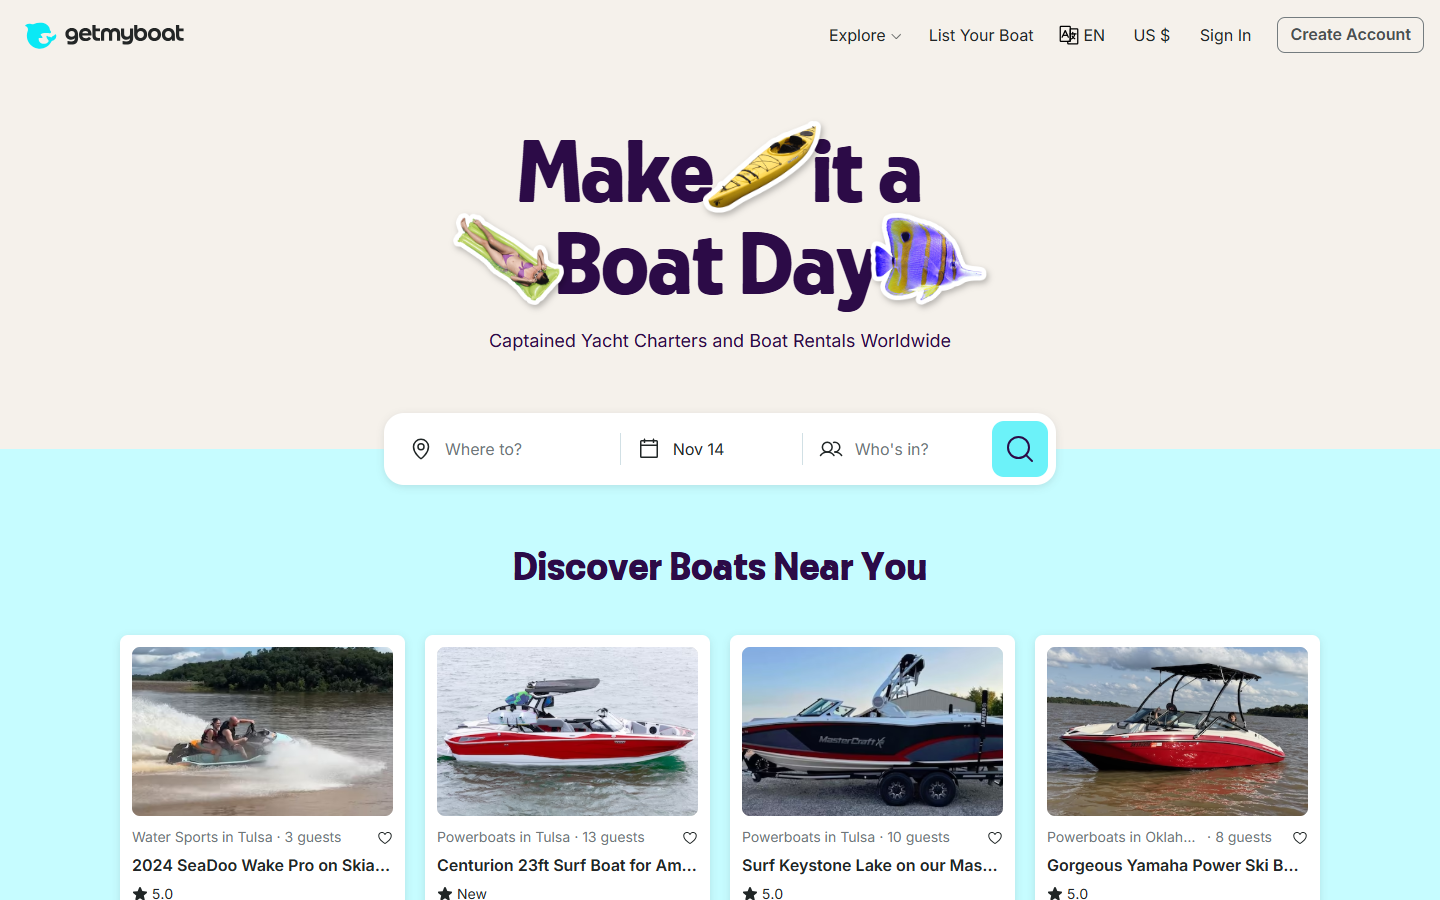 getmyboat
Explore
List Your Boat
EN
US $
Sign In
Create Account
Make it a
Boat Day
Captained Yacht Charters and Boat Rentals Worldwide
Where to?
Nov 14
Who's in?
Discover Boats Near You
Water Sports in Tulsa · 3 guests
2024 SeaDoo Wake Pro on Skia...
5.0
Powerboats in Tulsa · 13 guests
Centurion 23ft Surf Boat for Am...
New
MasterCraft X
Powerboats in Tulsa · 10 guests
Surf Keystone Lake on our Mas...
5.0
Powerboats in Oklah... · 8 guests
Gorgeous Yamaha Power Ski B...
5.0